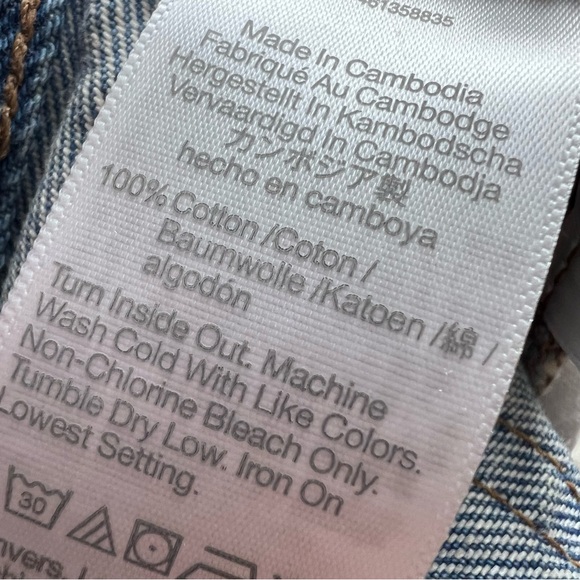 481358835
Made In Cambodia
Fabriqué Au Cambodge
Hergestellt In Kambodscha
Vervaardigd In Cambodja
カンボジア製
hecho en camboya
100% Cotton /Coton /
Baumwolle /Katoen /綿 /
algodón
Turn Inside Out. Machine
Wash Cold With Like Colors.
Non-Chlorine Bleach Only.
Tumble Dry Low. Iron On
Lowest Setting.
30